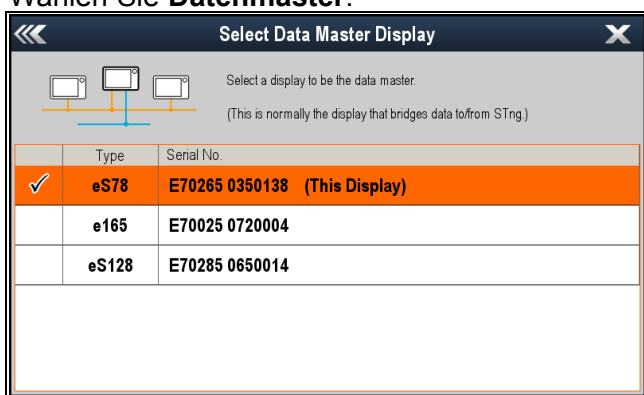 Wählen Sie Datenmaster.
Select Data Master Display
Select a display to be the data master.
(This is normally the display that bridges data to/from STng.)
Type Serial No.
eS78 E70265 0350138 (This Display)
e165 E70025 0720004
eS128 E70285 0650014